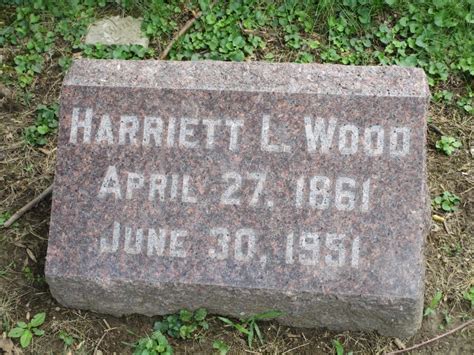 HARRIETT L. WOOD
APRIL 27, 1861
JUNE 30, 1951